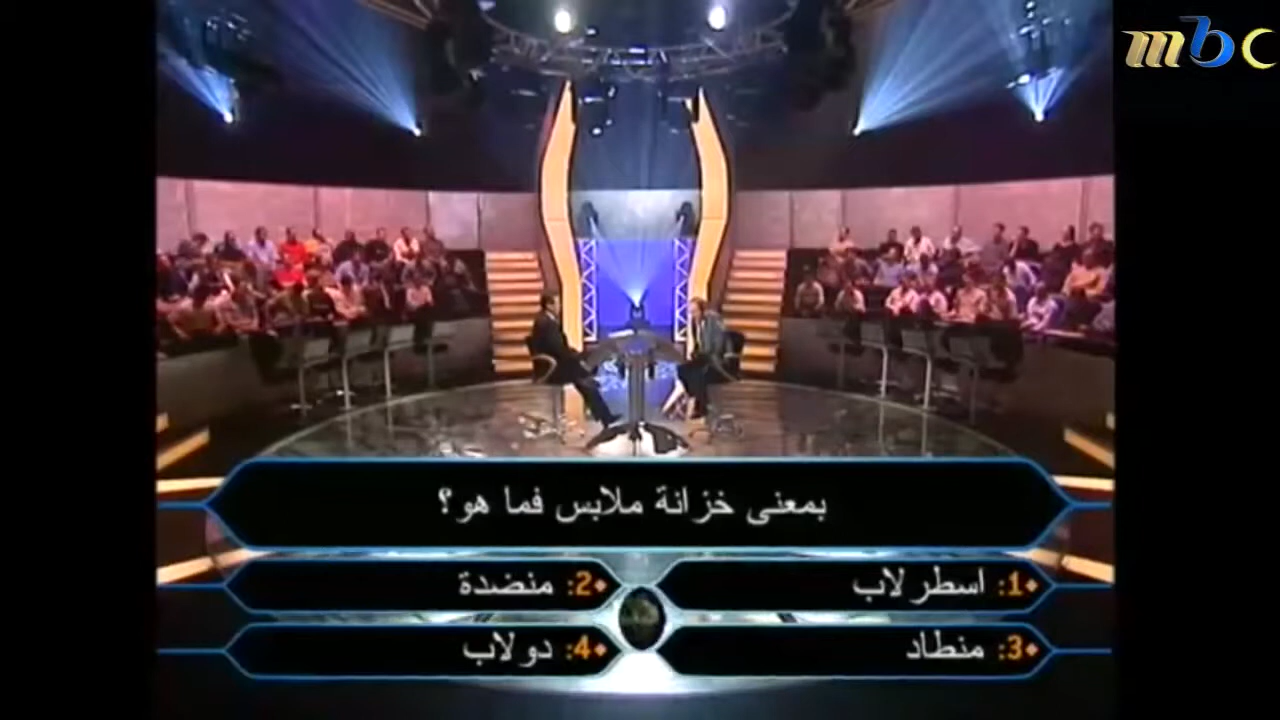 mbc
بمعنى خزانة ملابس فما هو؟
1: اسطرلاب
2: منضدة
3: منطاد
4: دولاب